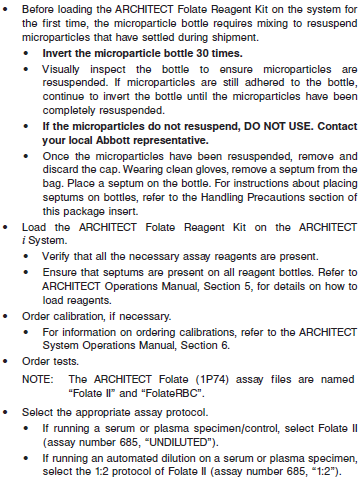 • Before loading the ARCHITECT Folate Reagent Kit on the system for
the first time, the microparticle bottle requires mixing to resuspend
microparticles that have settled during shipment.
• Invert the microparticle bottle 30 times.
• Visually inspect the bottle to ensure microparticles are
resuspended. If microparticles are still adhered to the bottle,
continue to invert the bottle until the microparticles have been
completely resuspended.
• If the microparticles do not resuspend, DO NOT USE. Contact
your local Abbott representative.
• Once the microparticles have been resuspended, remove and
discard the cap. Wearing clean gloves, remove a septum from the
bag. Place a septum on the bottle. For instructions about placing
septums on bottles, refer to the Handling Precautions section of
this package insert.
• Load the ARCHITECT Folate Reagent Kit on the ARCHITECT
i System.
• Verify that all the necessary assay reagents are present.
• Ensure that septums are present on all reagent bottles. Refer to
ARCHITECT Operations Manual, Section 5, for details on how to
load reagents.
• Order calibration, if necessary.
• For information on ordering calibrations, refer to the ARCHITECT
System Operations Manual, Section 6.
• Order tests.
NOTE: The ARCHITECT Folate (1P74) assay files are named
“Folate II” and “FolateRBC”.
• Select the appropriate assay protocol.
• If running a serum or plasma specimen/control, select Folate II
(assay number 685, “UNDILUTED”).
• If running an automated dilution on a serum or plasma specimen,
select the 1:2 protocol of Folate II (assay number 685, “1:2”).